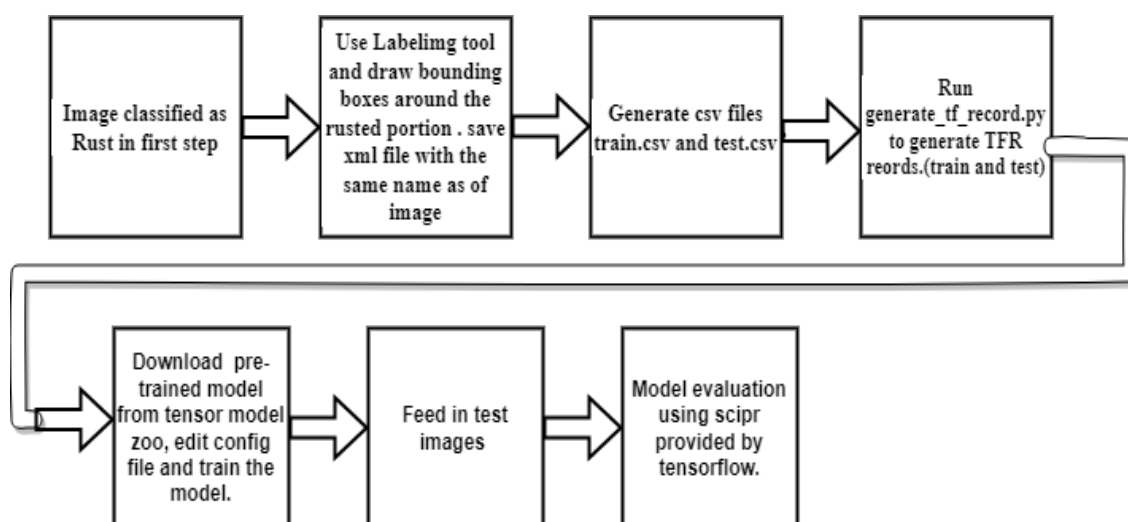 Image classified as
Rust in first step
Use Labelimg tool
and draw bounding
boxes around the
rusted portion . save
xml file with the
same name as of
image
Generate csv files
train.csv and test.csv
Run
generate_tf_record.py
to generate TFR
reords.(train and test)
Download pre-
trained model
from tensor model
zoo, edit config
file and train the
model.
Feed in test
images
Model evaluation
using scipr
provided by
tensorflow.